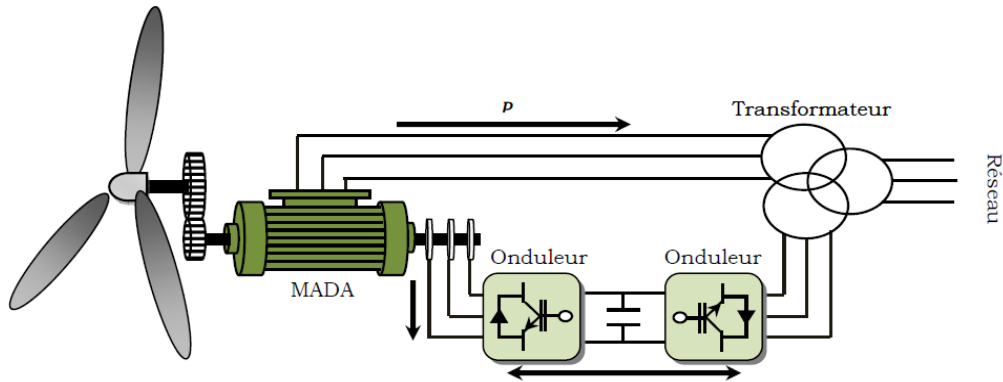 P
Transformateur
Réseau
Onduleur
Onduleur
MADA